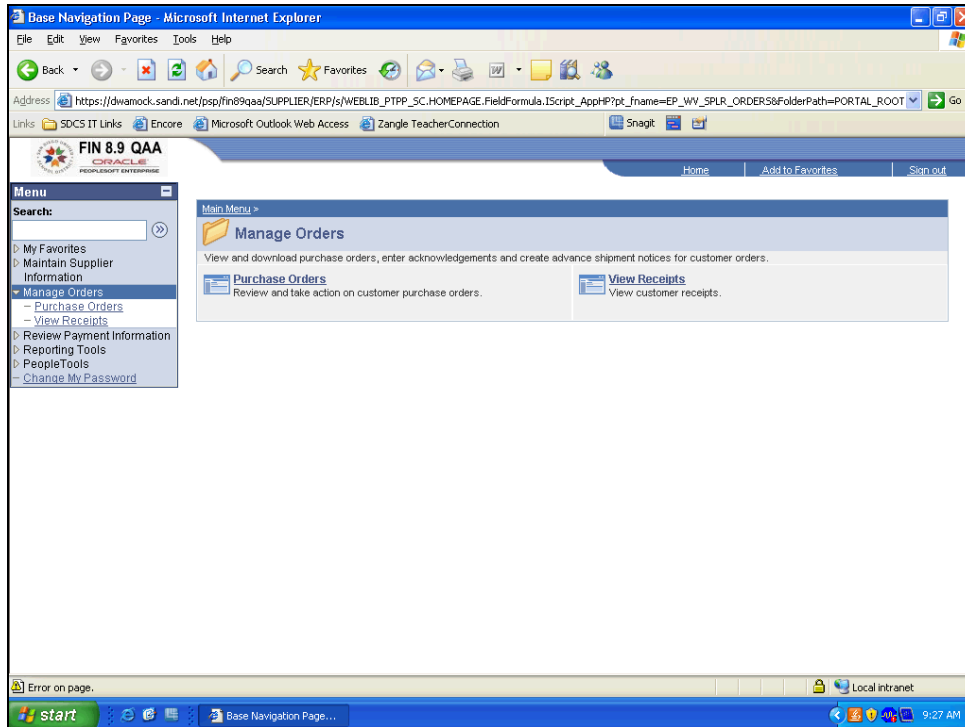 Base Navigation Page - Microsoft Internet Explorer
File Edit View Favorites Tools Help
Back Search Favorites
Address https://dwamock.sandi.net/psp/fin89qaa/SUPPLIER/ERP/s/WEBLIB_PTPP_SC.HOMEPAGE.FieldFormula.IScript_AppHP?pt_fname=EP_WV_SPLR_ORDERS&FolderPath=PORTAL_ROOT Go
Links SDCS IT Links Encore Microsoft Outlook Web Access Zangle TeacherConnection Snagit
FIN 8.9 QAA
ORACLE
PEOPLESOFT ENTERPRISE
Home Add to Favorites Sign out
Menu
Search:
My Favorites
Maintain Supplier
Information
Manage Orders
– Purchase Orders
– View Receipts
Review Payment Information
Reporting Tools
PeopleTools
– Change My Password
Main Menu >
Manage Orders
View and download purchase orders, enter acknowledgements and create advance shipment notices for customer orders.
Purchase Orders
Review and take action on customer purchase orders.
View Receipts
View customer receipts.
Error on page. Local intranet
start Base Navigation Page... 9:27 AM